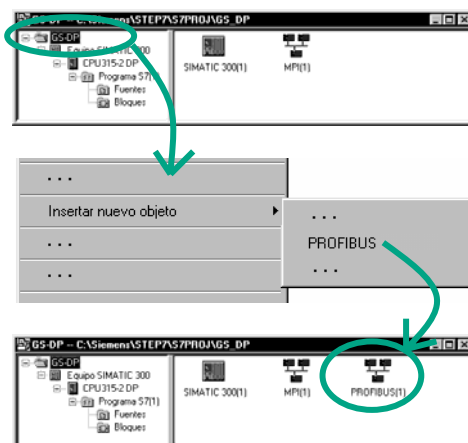 GS-DP -- C:\Siemens\STEP7\S7PROJ\GS_DP
GS-DP
Equipo SIMATIC 300
CPU315-2 DP
Programa S7(1)
Fuentes
Bloques
SIMATIC 300(1)
MPI(1)
. . .
Insertar nuevo objeto
. . .
. . .
. . .
PROFIBUS
. . .
GS-DP -- C:\Siemens\STEP7\S7PROJ\GS_DP
GS-DP
Equipo SIMATIC 300
CPU315-2 DP
Programa S7(1)
Fuentes
Bloques
SIMATIC 300(1)
MPI(1)
PROFIBUS(1)